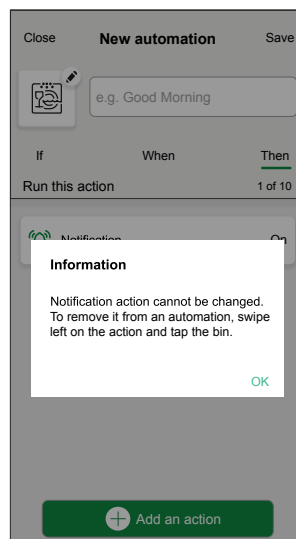 Close New automation Save
e.g. Good Morning
If When Then
Run this action 1 of 10
Notification On
Information
Notification action cannot be changed.
To remove it from an automation, swipe
left on the action and tap the bin.
OK
Add an action